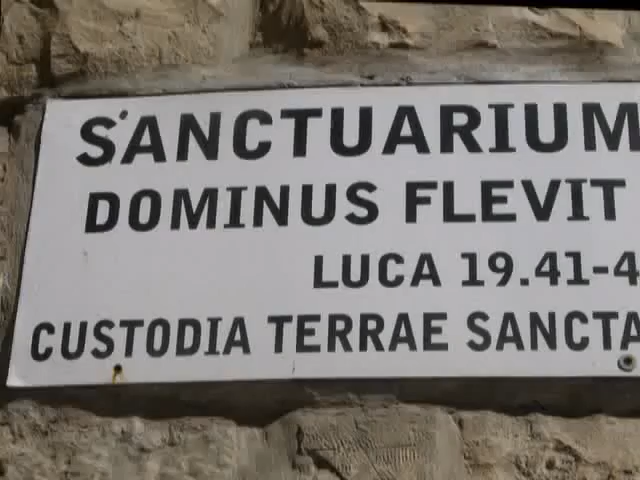 SANCTUARIUM
DOMINUS FLEVIT
LUCA 19.41-4
CUSTODIA TERRAE SANCTA